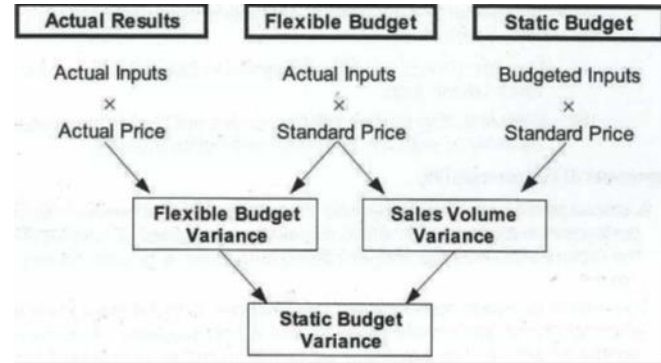 Actual Results Flexible Budget Static Budget
Actual Inputs Actual Inputs Budgeted Inputs
× × ×
Actual Price Standard Price Standard Price
Flexible Budget Sales Volume
Variance Variance
Static Budget
Variance